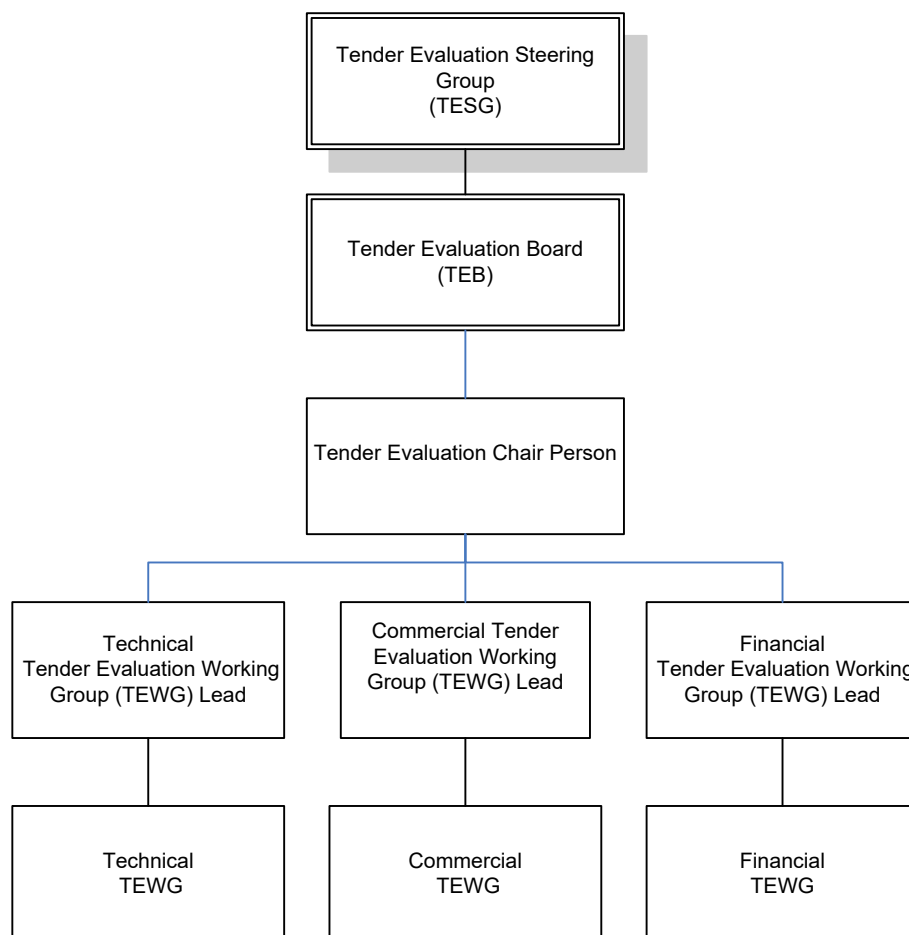 Tender Evaluation Steering
Group
(TESG)
Tender Evaluation Board
(TEB)
Tender Evaluation Chair Person
Technical
Tender Evaluation Working
Group (TEWG) Lead
Commercial Tender
Evaluation Working
Group (TEWG) Lead
Financial
Tender Evaluation Working
Group (TEWG) Lead
Technical
TEWG
Commercial
TEWG
Financial
TEWG